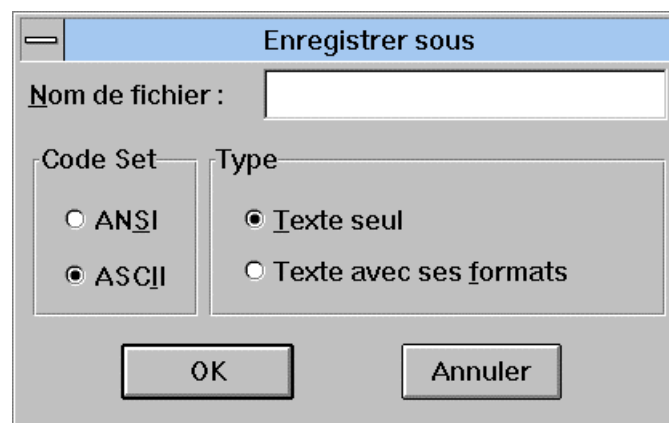 Enregistrer sous
Nom de fichier :
Code Set
Type
ANSI
Texte seul
ASCII
Texte avec ses formats
OK
Annuler